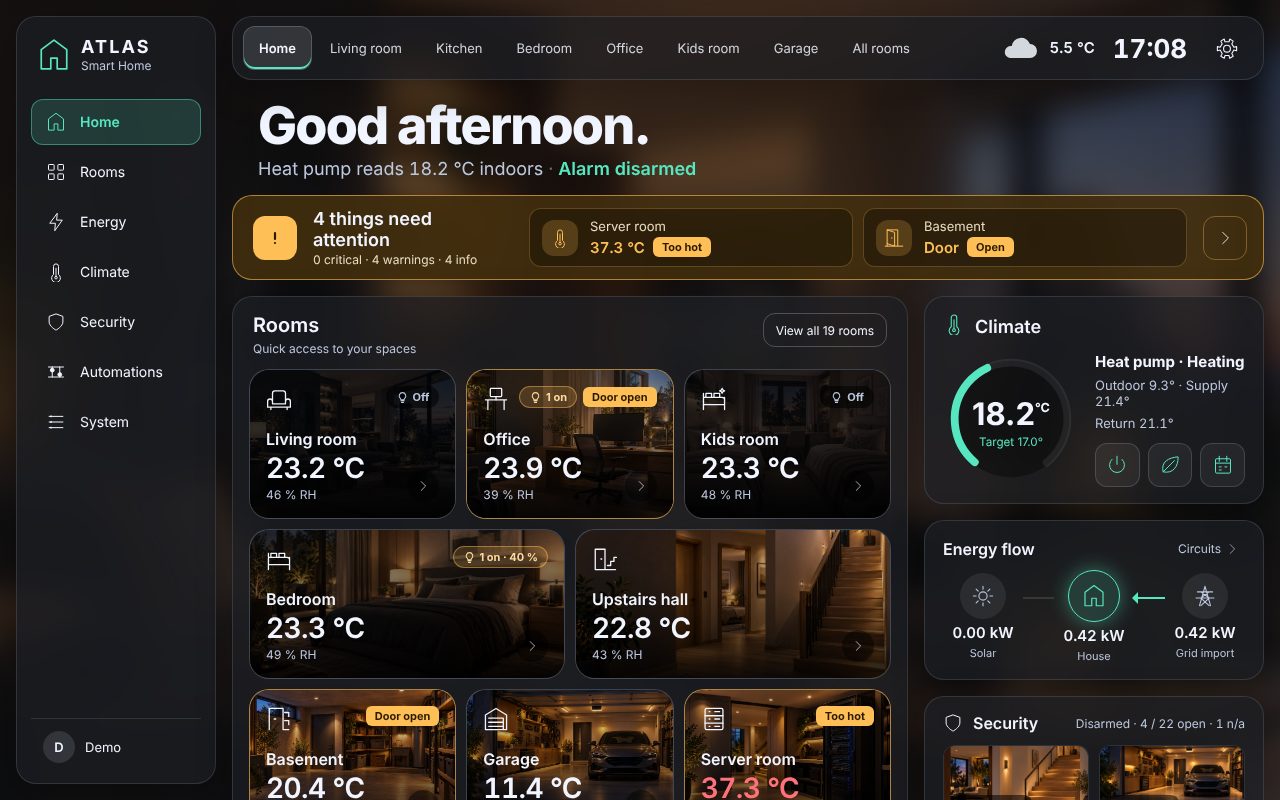 ATLAS
Smart Home
Home
Rooms
Energy
Climate
Security
Automations
System
D
Demo
Home
Living room
Kitchen
Bedroom
Office
Kids room
Garage
All rooms
5.5 °C
17:08
Good afternoon.
Heat pump reads 18.2 °C indoors · Alarm disarmed
!
4 things need
attention
0 critical · 4 warnings · 4 info
Server room
37.3 °C
Too hot
Basement
Door
Open
Rooms
Quick access to your spaces
View all 19 rooms
Off
Living room
23.2 °C
46 % RH
1 on
Door open
Office
23.9 °C
39 % RH
Off
Kids room
23.3 °C
48 % RH
1 on · 40 %
Bedroom
23.3 °C
49 % RH
Upstairs hall
22.8 °C
43 % RH
Door open
Basement
20.4 °C
Garage
11.4 °C
Too hot
Server room
37.3 °C
Climate
18.2°C
Target 17.0°
Heat pump · Heating
Outdoor 9.3° · Supply
21.4°
Return 21.1°
Energy flow
Circuits
0.00 kW
Solar
0.42 kW
House
0.42 kW
Grid import
Security
Disarmed · 4 / 22 open · 1 n/a